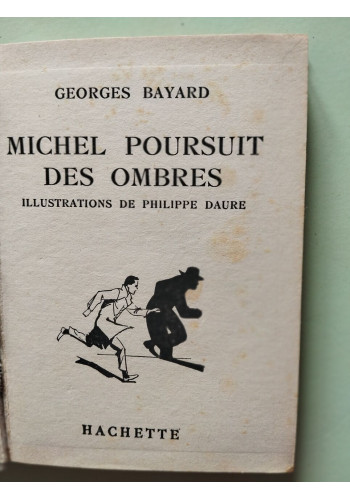 GEORGES BAYARD
MICHEL POURSUIT
DES OMBRES
ILLUSTRATIONS DE PHILIPPE DAURE
HACHETTE